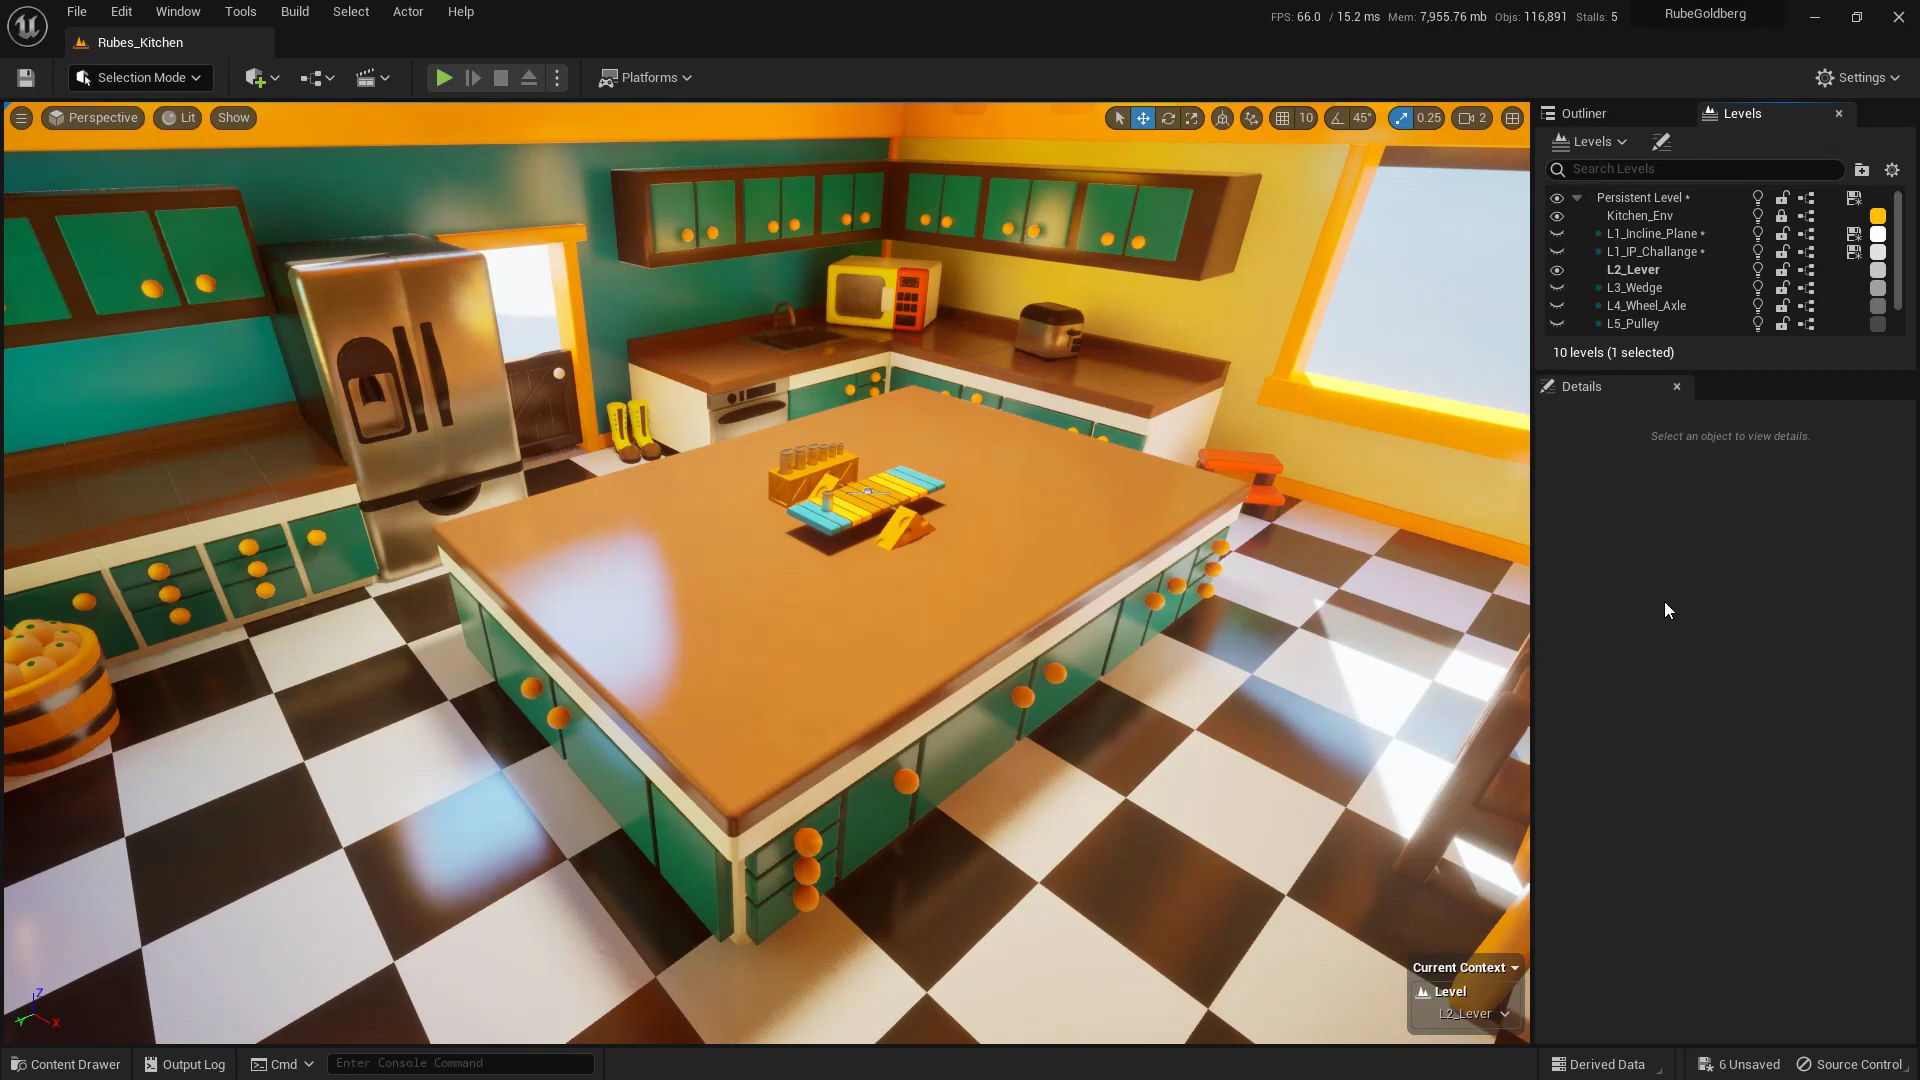 File Edit Window Tools Build Select Actor Help
FPS: 66.0 / 15.2 ms Mem: 7,955.76 mb Objs: 116,891 Stalls: 5
RubeGoldberg
Rubes_Kitchen
Selection Mode
Platforms
Settings
Perspective Lit Show
10 45° 0.25 2
Outliner Levels
Levels
Search Levels
Persistent Level *
Kitchen_Env
L1_Incline_Plane *
L1_IP_Challange *
L2_Lever
L3_Wedge
L4_Wheel_Axle
L5_Pulley
10 levels (1 selected)
Details
Select an object to view details.
Current Context
Level
L2_Lever
Z
Y X
Content Drawer Output Log Cmd Enter Console Command
Derived Data 6 Unsaved Source Control